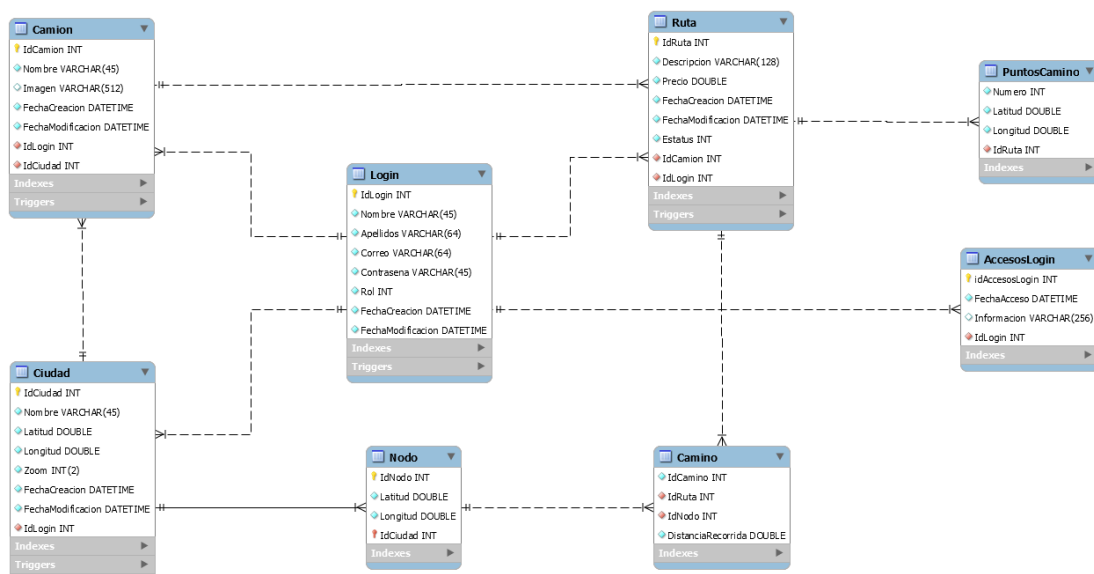 Camion
IdCamion INT
Nombre VARCHAR(45)
Imagen VARCHAR(512)
FechaCreacion DATETIME
FechaModificacion DATETIME
IdLogin INT
IdCiudad INT
Indexes
Triggers
Ruta
IdRuta INT
Descripcion VARCHAR(128)
Precio DOUBLE
FechaCreacion DATETIME
FechaModificacion DATETIME
Estatus INT
IdCamion INT
IdLogin INT
Indexes
Triggers
PuntosCamino
Numero INT
Latitud DOUBLE
Longitud DOUBLE
IdRuta INT
Indexes
Login
IdLogin INT
Nombre VARCHAR(45)
Apellidos VARCHAR(64)
Correo VARCHAR(64)
Contrasena VARCHAR(45)
Rol INT
FechaCreacion DATETIME
FechaModificacion DATETIME
Indexes
Triggers
AccesosLogin
idAccesosLogin INT
FechaAcceso DATETIME
Informacion VARCHAR(256)
IdLogin INT
Indexes
Ciudad
IdCiudad INT
Nombre VARCHAR(45)
Latitud DOUBLE
Longitud DOUBLE
Zoom INT(2)
FechaCreacion DATETIME
FechaModificacion DATETIME
IdLogin INT
Indexes
Triggers
Nodo
IdNodo INT
Latitud DOUBLE
Longitud DOUBLE
IdCiudad INT
Indexes
Camino
IdCamino INT
IdRuta INT
IdNodo INT
DistanciaRecorrida DOUBLE
Indexes